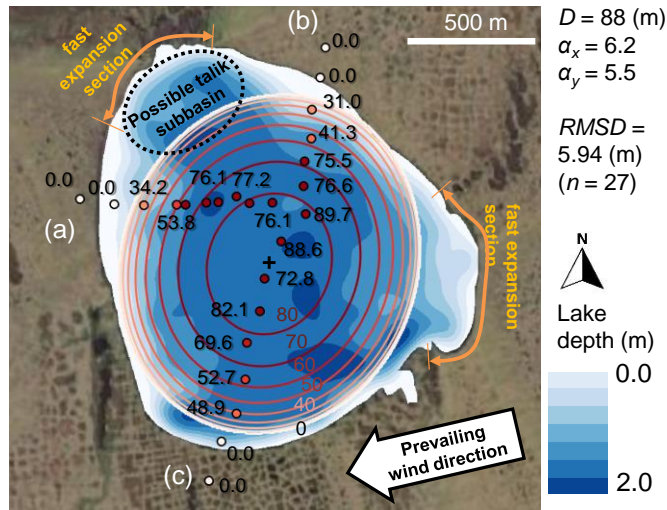 (b)
500 m
0.0
0.0
fast
expansion
section
Possible talik
subbasin
31.0
41.3
75.5
76.6
89.7
0.0
0.0
34.2
53.8
76.1
77.2
76.1
88.6
72.8
82.1
69.6
52.7
48.9
0.0
0.0
(a)
(c)
80
70
60
50
40
0
fast expansion
section
Prevailing
wind direction
D = 88 (m)
αx = 6.2
αy = 5.5
RMSD =
5.94 (m)
(n = 27)
N
Lake
depth (m)
0.0
2.0